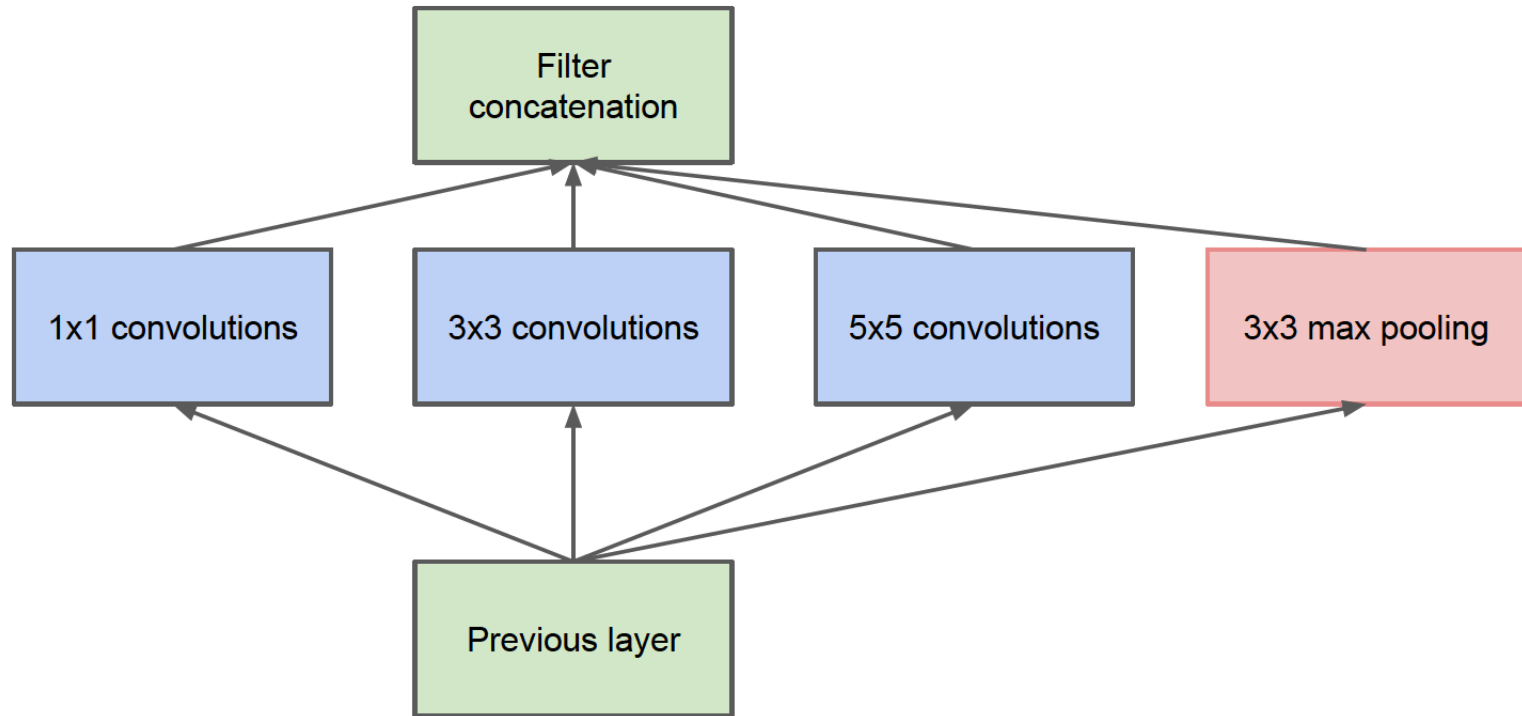 Filter
concatenation
1x1 convolutions
3x3 convolutions
5x5 convolutions
3x3 max pooling
Previous layer